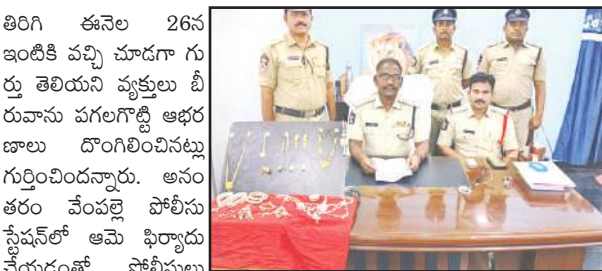 తిరిగి ఈనెల 26న
ఇంటికి వచ్చి చూడగా గు
ర్తు తెలియని వ్యక్తులు బీ
రువాను పగలగొట్టి ఆభర
ణాలు దొంగిలించినట్లు
గుర్తించిందన్నారు. అనం
తరం వేంపల్లె పోలీసు
స్టేషన్‌లో ఆమె ఫిర్యాదు
చేయడంతో పోలీసులు